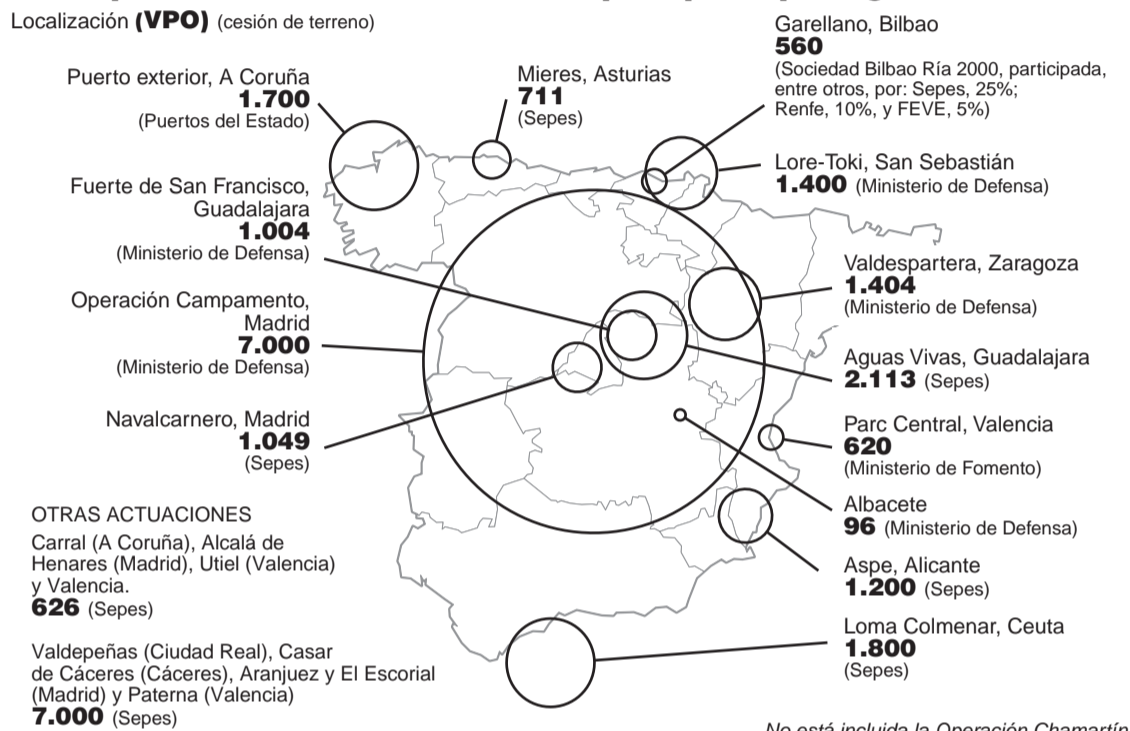 Localización (VPO) (cesión de terreno)
Puerto exterior, A Coruña
1.700
(Puertos del Estado)
Fuerte de San Francisco,
Guadalajara
1.004
(Ministerio de Defensa)
Operación Campamento,
Madrid
7.000
(Ministerio de Defensa)
Navalcarnero, Madrid
1.049
(Sepes)
OTRAS ACTUACIONES
Carral (A Coruña), Alcalá de
Henares (Madrid), Utiel (Valencia)
y Valencia.
626 (Sepes)
Valdepeñas (Ciudad Real), Casar
de Cáceres (Cáceres), Aranjuez y El Escorial
(Madrid) y Paterna (Valencia)
7.000 (Sepes)
Mieres, Asturias
711
(Sepes)
Garellano, Bilbao
560
(Sociedad Bilbao Ría 2000, participada,
entre otros, por: Sepes, 25%;
Renfe, 10%, y FEVE, 5%)
Lore-Toki, San Sebastián
1.400 (Ministerio de Defensa)
Valdespartera, Zaragoza
1.404
(Ministerio de Defensa)
Aguas Vivas, Guadalajara
2.113 (Sepes)
Parc Central, Valencia
620
(Ministerio de Fomento)
Albacete
96 (Ministerio de Defensa)
Aspe, Alicante
1.200 (Sepes)
Loma Colmenar, Ceuta
1.800
(Sepes)
No está incluida la Operación Chamartín